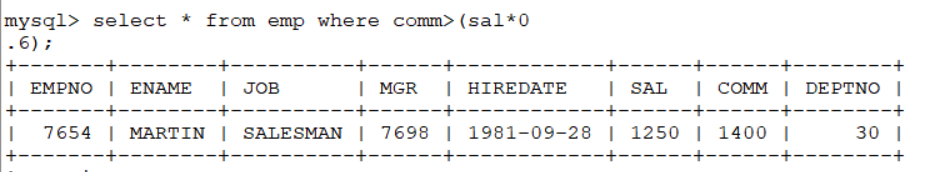 mysql> select * from emp where comm>(sal*0
.6);
+-------+--------+----------+------+------------+------+------+--------+
| EMPNO | ENAME | JOB | MGR | HIREDATE | SAL | COMM | DEPTNO |
+-------+--------+----------+------+------------+------+------+--------+
| 7654 | MARTIN | SALESMAN | 7698 | 1981-09-28 | 1250 | 1400 | 30 |
+-------+--------+----------+------+------------+------+------+--------+